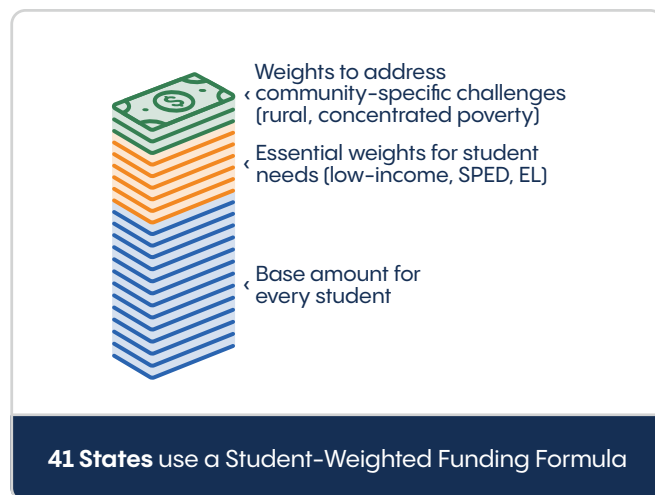 Weights to address
‹ community-specific challenges
(rural, concentrated poverty)
‹ Essential weights for student
needs (low-income, SPED, EL)
‹ Base amount for
every student
$
41 States use a Student-Weighted Funding Formula